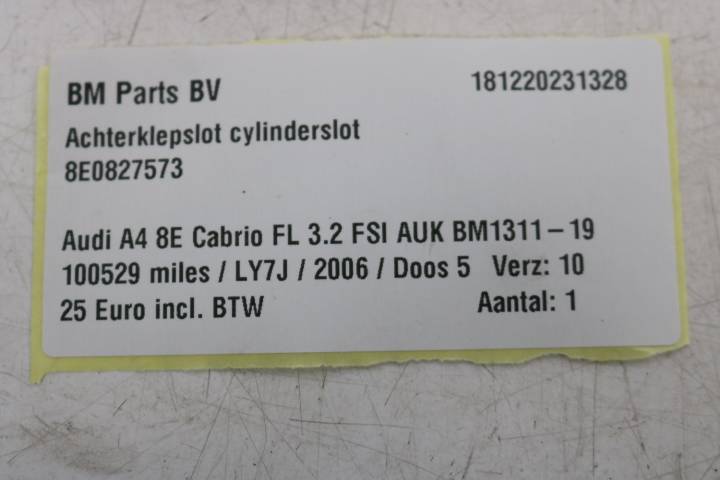 BM Parts BV 181220231328
Achterklepslot cylinderslot
8E0827573
Audi A4 8E Cabrio FL 3.2 FSI AUK BM1311-19
100529 miles / LY7J / 2006 / Doos 5 Verz: 10
25 Euro incl. BTW Aantal: 1